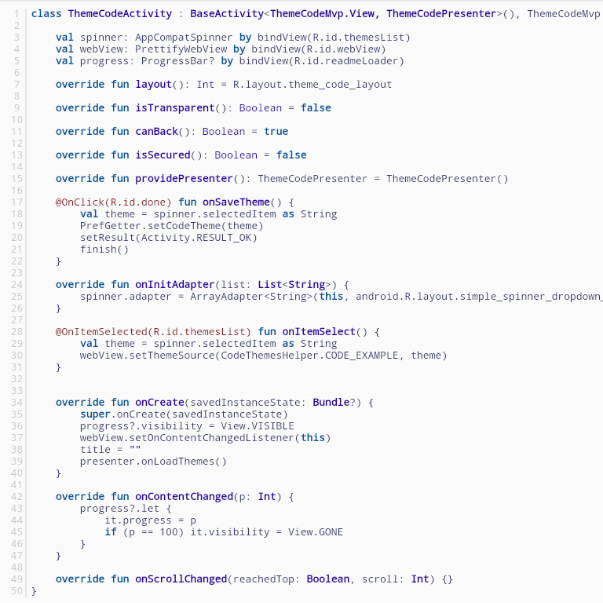 1 class ThemeCodeActivity : BaseActivity<ThemeCodeMvp.View, ThemeCodePresenter>(), ThemeCodeMvp
2
3 val spinner: AppCompatSpinner by bindView(R.id.themesList)
4 val webView: PrettifyWebView by bindView(R.id.webView)
5 val progress: ProgressBar? by bindView(R.id.readmeLoader)
6
7 override fun layout(): Int = R.layout.theme_code_layout
8
9 override fun isTransparent(): Boolean = false
10
11 override fun canBack(): Boolean = true
12
13 override fun isSecured(): Boolean = false
14
15 override fun providePresenter(): ThemeCodePresenter = ThemeCodePresenter()
16
17 @OnClick(R.id.done) fun onSaveTheme() {
18 val theme = spinner.selectedItem as String
19 PrefGetter.setCodeTheme(theme)
20 setResult(Activity.RESULT_OK)
21 finish()
22 }
23
24 override fun onInitAdapter(list: List<String>) {
25 spinner.adapter = ArrayAdapter<String>(this, android.R.layout.simple_spinner_dropdown_
26 }
27
28 @OnItemSelected(R.id.themesList) fun onItemSelect() {
29 val theme = spinner.selectedItem as String
30 webView.setThemeSource(CodeThemesHelper.CODE_EXAMPLE, theme)
31 }
32
33
34 override fun onCreate(savedInstanceState: Bundle?) {
35 super.onCreate(savedInstanceState)
36 progress?.visibility = View.VISIBLE
37 webView.setOnContentChangedListener(this)
38 title = ""
39 presenter.onLoadThemes()
40 }
41
42 override fun onContentChanged(p: Int) {
43 progress?.let {
44 it.progress = p
45 if (p == 100) it.visibility = View.GONE
46 }
47 }
48
49 override fun onScrollChanged(reachedTop: Boolean, scroll: Int) {}
50 }